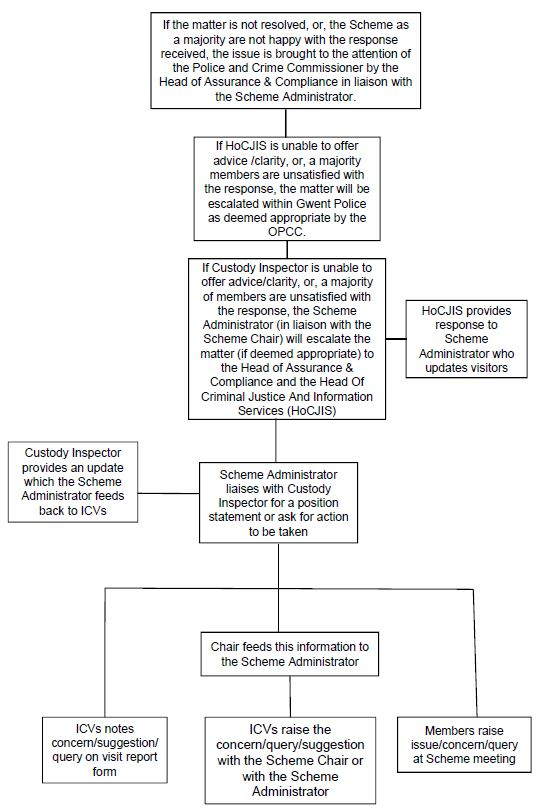 If the matter is not resolved, or, the Scheme as
a majority are not happy with the response
received, the issue is brought to the attention of
the Police and Crime Commissioner by the
Head of Assurance & Compliance in liaison with
the Scheme Administrator.
If HoCJIS is unable to offer
advice /clarity, or, a majority
members are unsatisfied with
the response, the matter will be
escalated within Gwent Police
as deemed appropriate by the
OPCC.
If Custody Inspector is unable to
offer advice/clarity, or, a majority
of members are unsatisfied with
the response, the Scheme
Administrator (in liaison with the
Scheme Chair) will escalate the
matter (if deemed appropriate) to
the Head of Assurance &
Compliance and the Head Of
Criminal Justice And Information
Services (HoCJIS)
HoCJIS provides
response to
Scheme
Administrator who
updates visitors
Custody Inspector
provides an update
which the Scheme
Administrator feeds
back to ICVs
Scheme Administrator
liaises with Custody
Inspector for a position
statement or ask for action
to be taken
Chair feeds this information to
the Scheme Administrator
ICVs notes
concern/suggestion/
query on visit report
form
ICVs raise the
concern/query/suggestion
with the Scheme Chair or
with the Scheme
Administrator
Members raise
issue/concern/query
at Scheme meeting